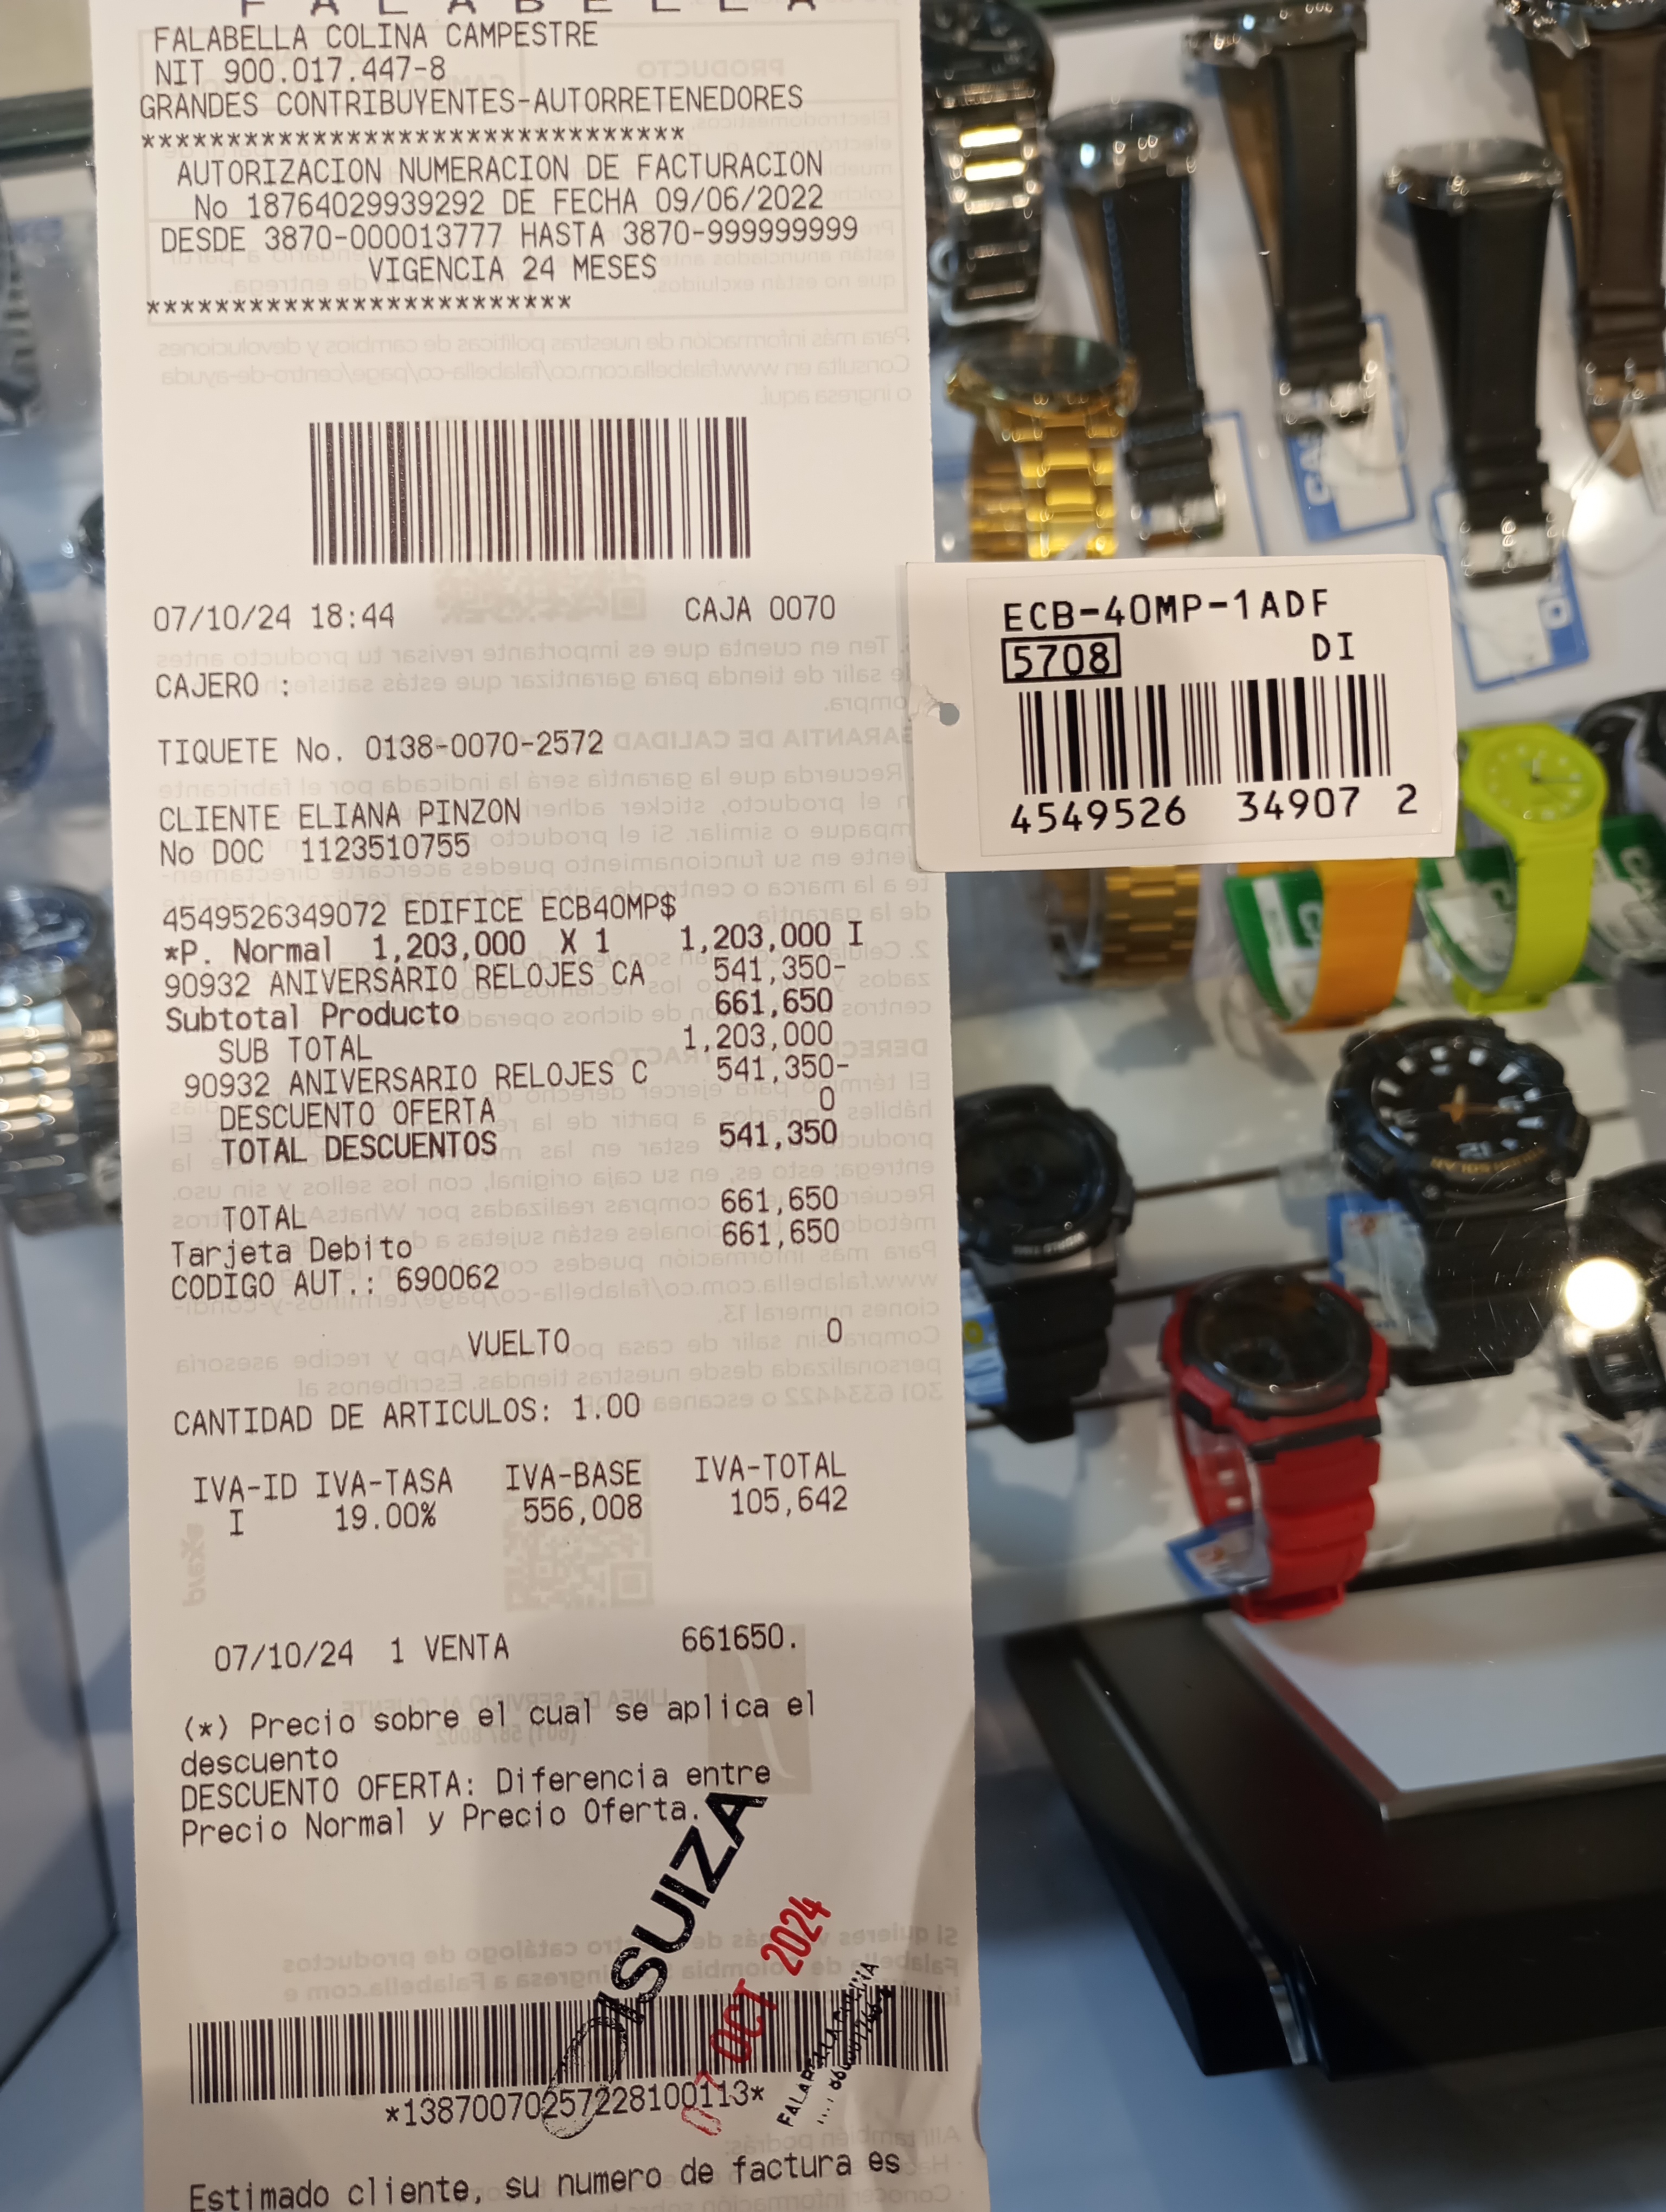 FALABELLA
FALABELLA COLINA CAMPESTRE
NIT 900.017.447-8
GRANDES CONTRIBUYENTES-AUTORRETENEDORES
*******************************
AUTORIZACION NUMERACION DE FACTURACION
No 18764029939292 DE FECHA 09/06/2022
DESDE 3870-000013777 HASTA 3870-999999999
VIGENCIA 24 MESES
************************
07/10/24 18:44 CAJA 0070
CAJERO :
TIQUETE No. 0138-0070-2572
CLIENTE ELIANA PINZON
No DOC 1123510755
4549526349072 EDIFICE ECB40MP$
*P. Normal 1,203,000 X 1 1,203,000 I
90932 ANIVERSARIO RELOJES CA 541,350-
Subtotal Producto 661,650
SUB TOTAL 1,203,000
90932 ANIVERSARIO RELOJES C 541,350-
DESCUENTO OFERTA 0
TOTAL DESCUENTOS 541,350
TOTAL 661,650
Tarjeta Debito 661,650
CODIGO AUT.: 690062
VUELTO 0
CANTIDAD DE ARTICULOS: 1.00
IVA-ID IVA-TASA IVA-BASE IVA-TOTAL
I 19.00% 556,008 105,642
07/10/24 1 VENTA 661650.
(*) Precio sobre el cual se aplica el
descuento
DESCUENTO OFERTA: Diferencia entre
Precio Normal y Precio Oferta.
SUIZA
07 OCT 2024
FALABELLA COLINA
*13870070257228100113*
Estimado cliente, su numero de factura es
ECB-40MP-1ADF
5708 DI
4549526 34907 2